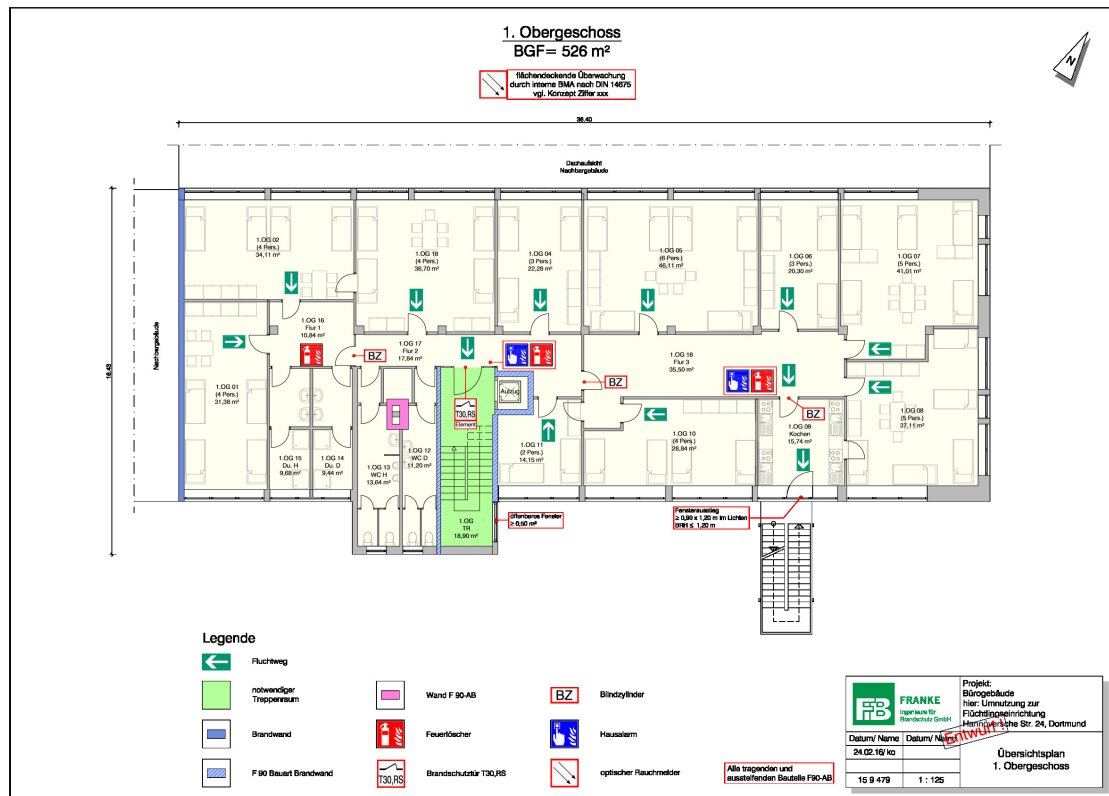 1. Obergeschoss
BGF= 526 m²
flächendeckende Überwachung
durch interne BMA nach DIN 14675
vgl. Konzept Ziffer xxx
N
36.40
Dachaufsicht
Nachbargebäude
16.43
Nachbargebäude
1.OG 02
(4 Pers.)
34,11 m²
1.OG 18
(4 Pers.)
36,70 m²
1.OG 04
(3 Pers.)
22,28 m²
1.OG 05
(6 Pers.)
46,11 m²
1.OG 06
(3 Pers.)
20,30 m²
1.OG 07
(5 Pers.)
41,01 m²
1.OG 16
Flur 1
10,84 m²
BZ
1.OG 17
Flur 2
17,84 m²
1.OG 18
Flur 3
35,50 m²
BZ
BZ
1.OG 01
(4 Pers.)
31,38 m²
Aufzug
T30,RS
Element
1.OG 15
Du. H
9,68 m²
1.OG 14
Du. D
9,44 m²
1.OG 13
WC H
13,64 m²
1.OG 12
WC D
11,20 m²
1.OG 11
(2 Pers.)
14,15 m²
1.OG 10
(4 Pers.)
28,84 m²
1.OG 09
Kochen
15,74 m²
1.OG 08
(5 Pers.)
37,11 m²
1.OG
TR
18,90 m²
öffenbares Fenster
≥ 0,50 m²
Fensterausstieg
≥ 0,90 x 1,20 m im Lichten
BRH ≤ 1,20 m
Legende
Fluchtweg
notwendiger
Treppenraum
Wand F 90-AB
BZ
Blindzylinder
Brandwand
Feuerlöscher
Hausalarm
F 90 Bauart Brandwand
T30,RS
Brandschutztür T30,RS
optischer Rauchmelder
Alle tragenden und
aussteifenden Bauteile F90-AB
FFB
FRANKE
Ingenieure für
Brandschutz GmbH
Projekt:
Bürogebäude
hier: Umnutzung zur
Flüchtlingseinrichtung
Hannoversche Str. 24, Dortmund
Entwurf !
Datum/ Name
Datum/ Name
24.02.16/ ko
Übersichtsplan
1. Obergeschoss
15 9 479
1 : 125